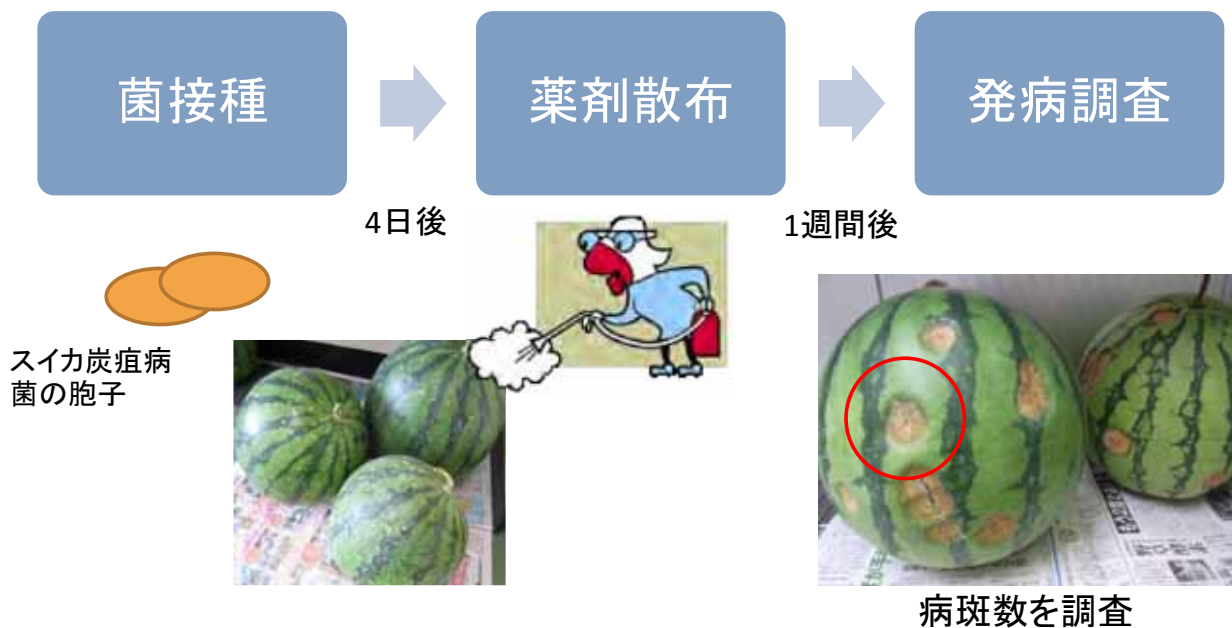 菌接種
薬剤散布
発病調査
4日後
1週間後
スイカ炭疽病
菌の胞子
病斑数を調査